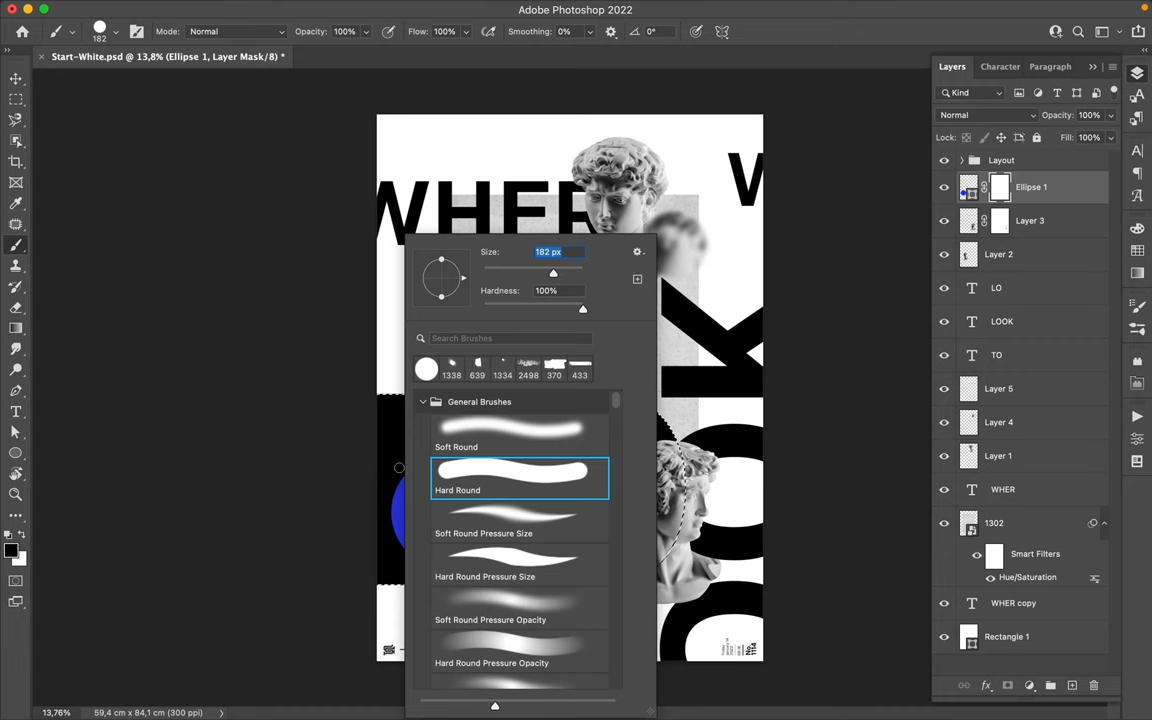 Adobe Photoshop 2022
182
Mode: Normal Opacity: 100% Flow: 100% Smoothing: 0% 0°
Start-White.psd @ 13,8% (Ellipse 1, Layer Mask/8) *
Layers Character Paragraph
Kind
Normal Opacity: 100%
Lock: Fill: 100%
Layout
Ellipse 1
Layer 3
Layer 2
LO
LOOK
TO
Layer 5
Layer 4
Layer 1
WHER
1302
Smart Filters
Hue/Saturation
WHER copy
Rectangle 1
WHER
W
K
Size: 182 px
Hardness: 100%
Search Brushes
1338 639 1334 2498 370 433
General Brushes
Soft Round
Hard Round
Soft Round Pressure Size
Hard Round Pressure Size
Soft Round Pressure Opacity
Hard Round Pressure Opacity
No.
1114
13,76% 59,4 cm x 84,1 cm (300 ppi)